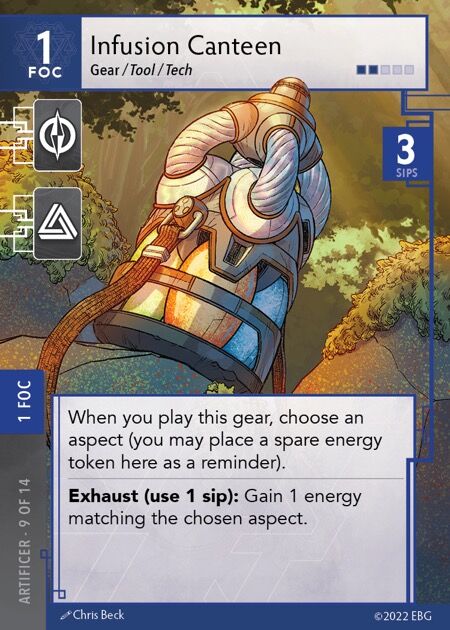 1
FOC
Infusion Canteen
Gear / Tool / Tech
3
SIPS
1 FOC
When you play this gear, choose an
aspect (you may place a spare energy
token here as a reminder).
Exhaust (use 1 sip): Gain 1 energy
matching the chosen aspect.
ARTIFICER - 9 OF 14
Chris Beck
©2022 EBG